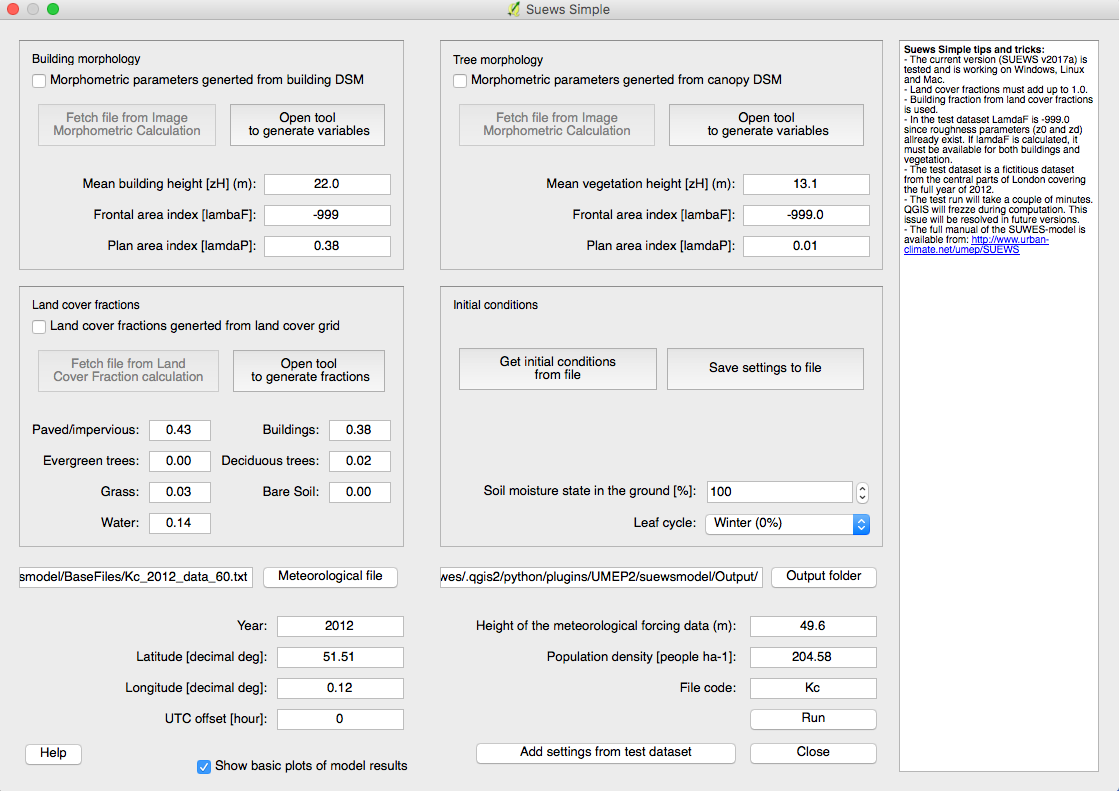 Suews Simple
Building morphology
Morphometric parameters generted from building DSM
Fetch file from Image
Morphometric Calculation
Open tool
to generate variables
Mean building height [zH] (m): 22.0
Frontal area index [lambaF]: -999
Plan area index [lamdaP]: 0.38
Tree morphology
Morphometric parameters generted from canopy DSM
Fetch file from Image
Morphometric Calculation
Open tool
to generate variables
Mean vegetation height [zH] (m): 13.1
Frontal area index [lambaF]: -999.0
Plan area index [lamdaP]: 0.01
Land cover fractions
Land cover fractions generted from land cover grid
Fetch file from Land
Cover Fraction calculation
Open tool
to generate fractions
Paved/impervious: 0.43 Buildings: 0.38
Evergreen trees: 0.00 Deciduous trees: 0.02
Grass: 0.03 Bare Soil: 0.00
Water: 0.14
Initial conditions
Get initial conditions
from file
Save settings to file
Soil moisture state in the ground [%]: 100
Leaf cycle: Winter (0%)
smodel/BaseFiles/Kc_2012_data_60.txt Meteorological file
wes/.qgis2/python/plugins/UMEP2/suewsmodel/Output/ Output folder
Year: 2012
Latitude [decimal deg]: 51.51
Longitude [decimal deg]: 0.12
UTC offset [hour]: 0
Height of the meteorological forcing data (m): 49.6
Population density [people ha-1]: 204.58
File code: Kc
Run
Help
Show basic plots of model results
Add settings from test dataset
Close
Suews Simple tips and tricks:
- The current version (SUEWS v2017a) is
tested and is working on Windows, Linux
and Mac.
- Land cover fractions must add up to 1.0.
- Building fraction from land cover fractions
is used.
- In the test dataset LamdaF is -999.0
since roughness parameters (z0 and zd)
allready exist. If lamdaF is calculated, it
must be available for both buildings and
vegetation.
- The test dataset is a fictitious dataset
from the central parts of London covering
the full year of 2012.
- The test run will take a couple of minutes.
QGIS will frezze during computation. This
issue will be resolved in future versions.
- The full manual of the SUWES-model is
available from: http://www.urban-
climate.net/umep/SUEWS